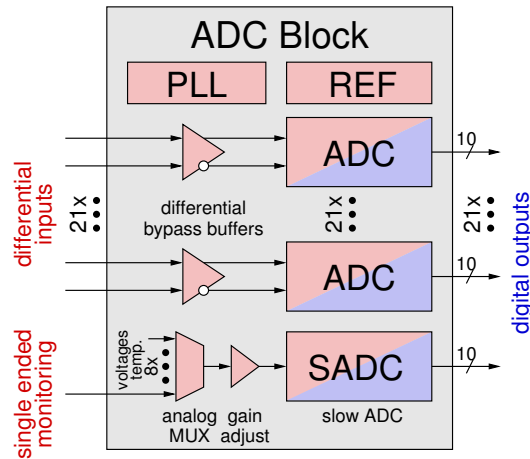 ADC Block
PLL
REF
differential
inputs
21x
ADC
10
differential
bypass buffers
21x
21x
digital outputs
ADC
10
single ended
monitoring
voltages
temp.
8x
SADC
10
analog
MUX
gain
adjust
slow ADC